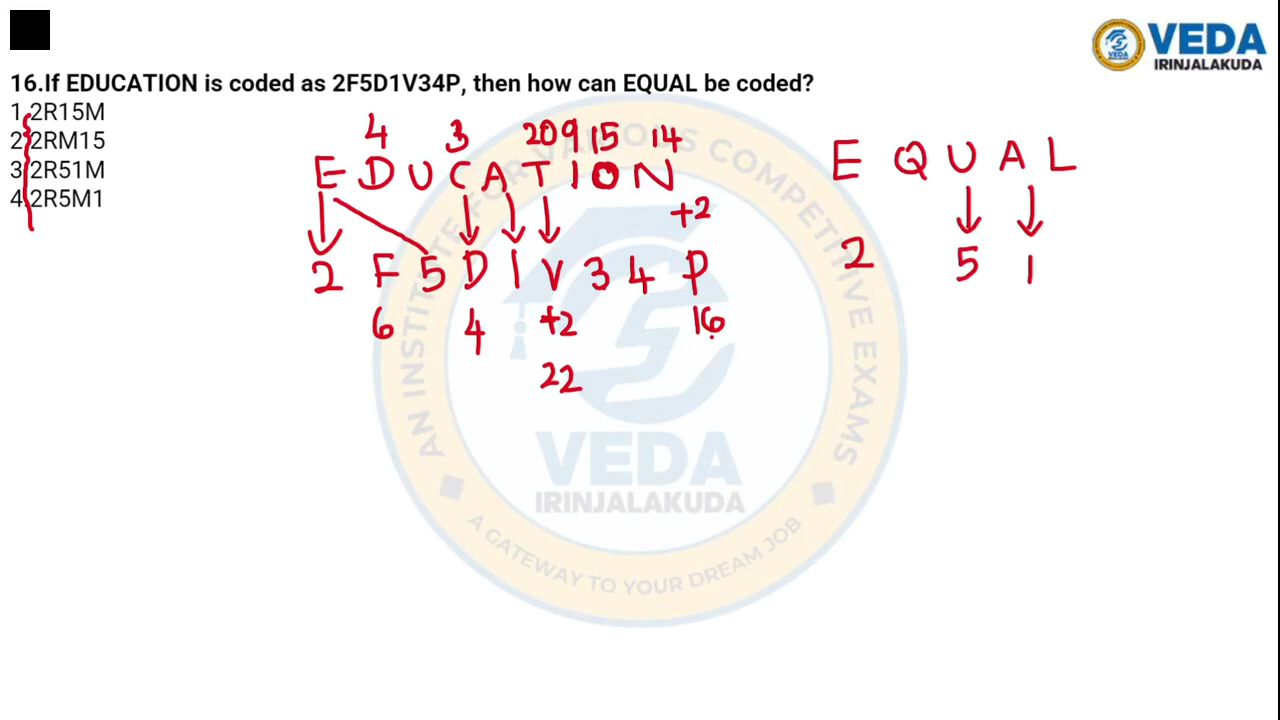 VEDA
IRINJALAKUDA
16.If EDUCATION is coded as 2F5D1V34P, then how can EQUAL be coded?
1.2R15M
2.2RM15
3.2R51M
4.2R5M1
4 3 20 9 15 14
E D U C A T I O N
+2
2 F 5 D 1 V 3 4 P
6 4 +2 16
22
E Q U A L
2 5 1
AN INSTITUTE FOR VARIOUS COMPETITIVE EXAMS
VEDA
IRINJALAKUDA
A GATEWAY TO YOUR DREAM JOB